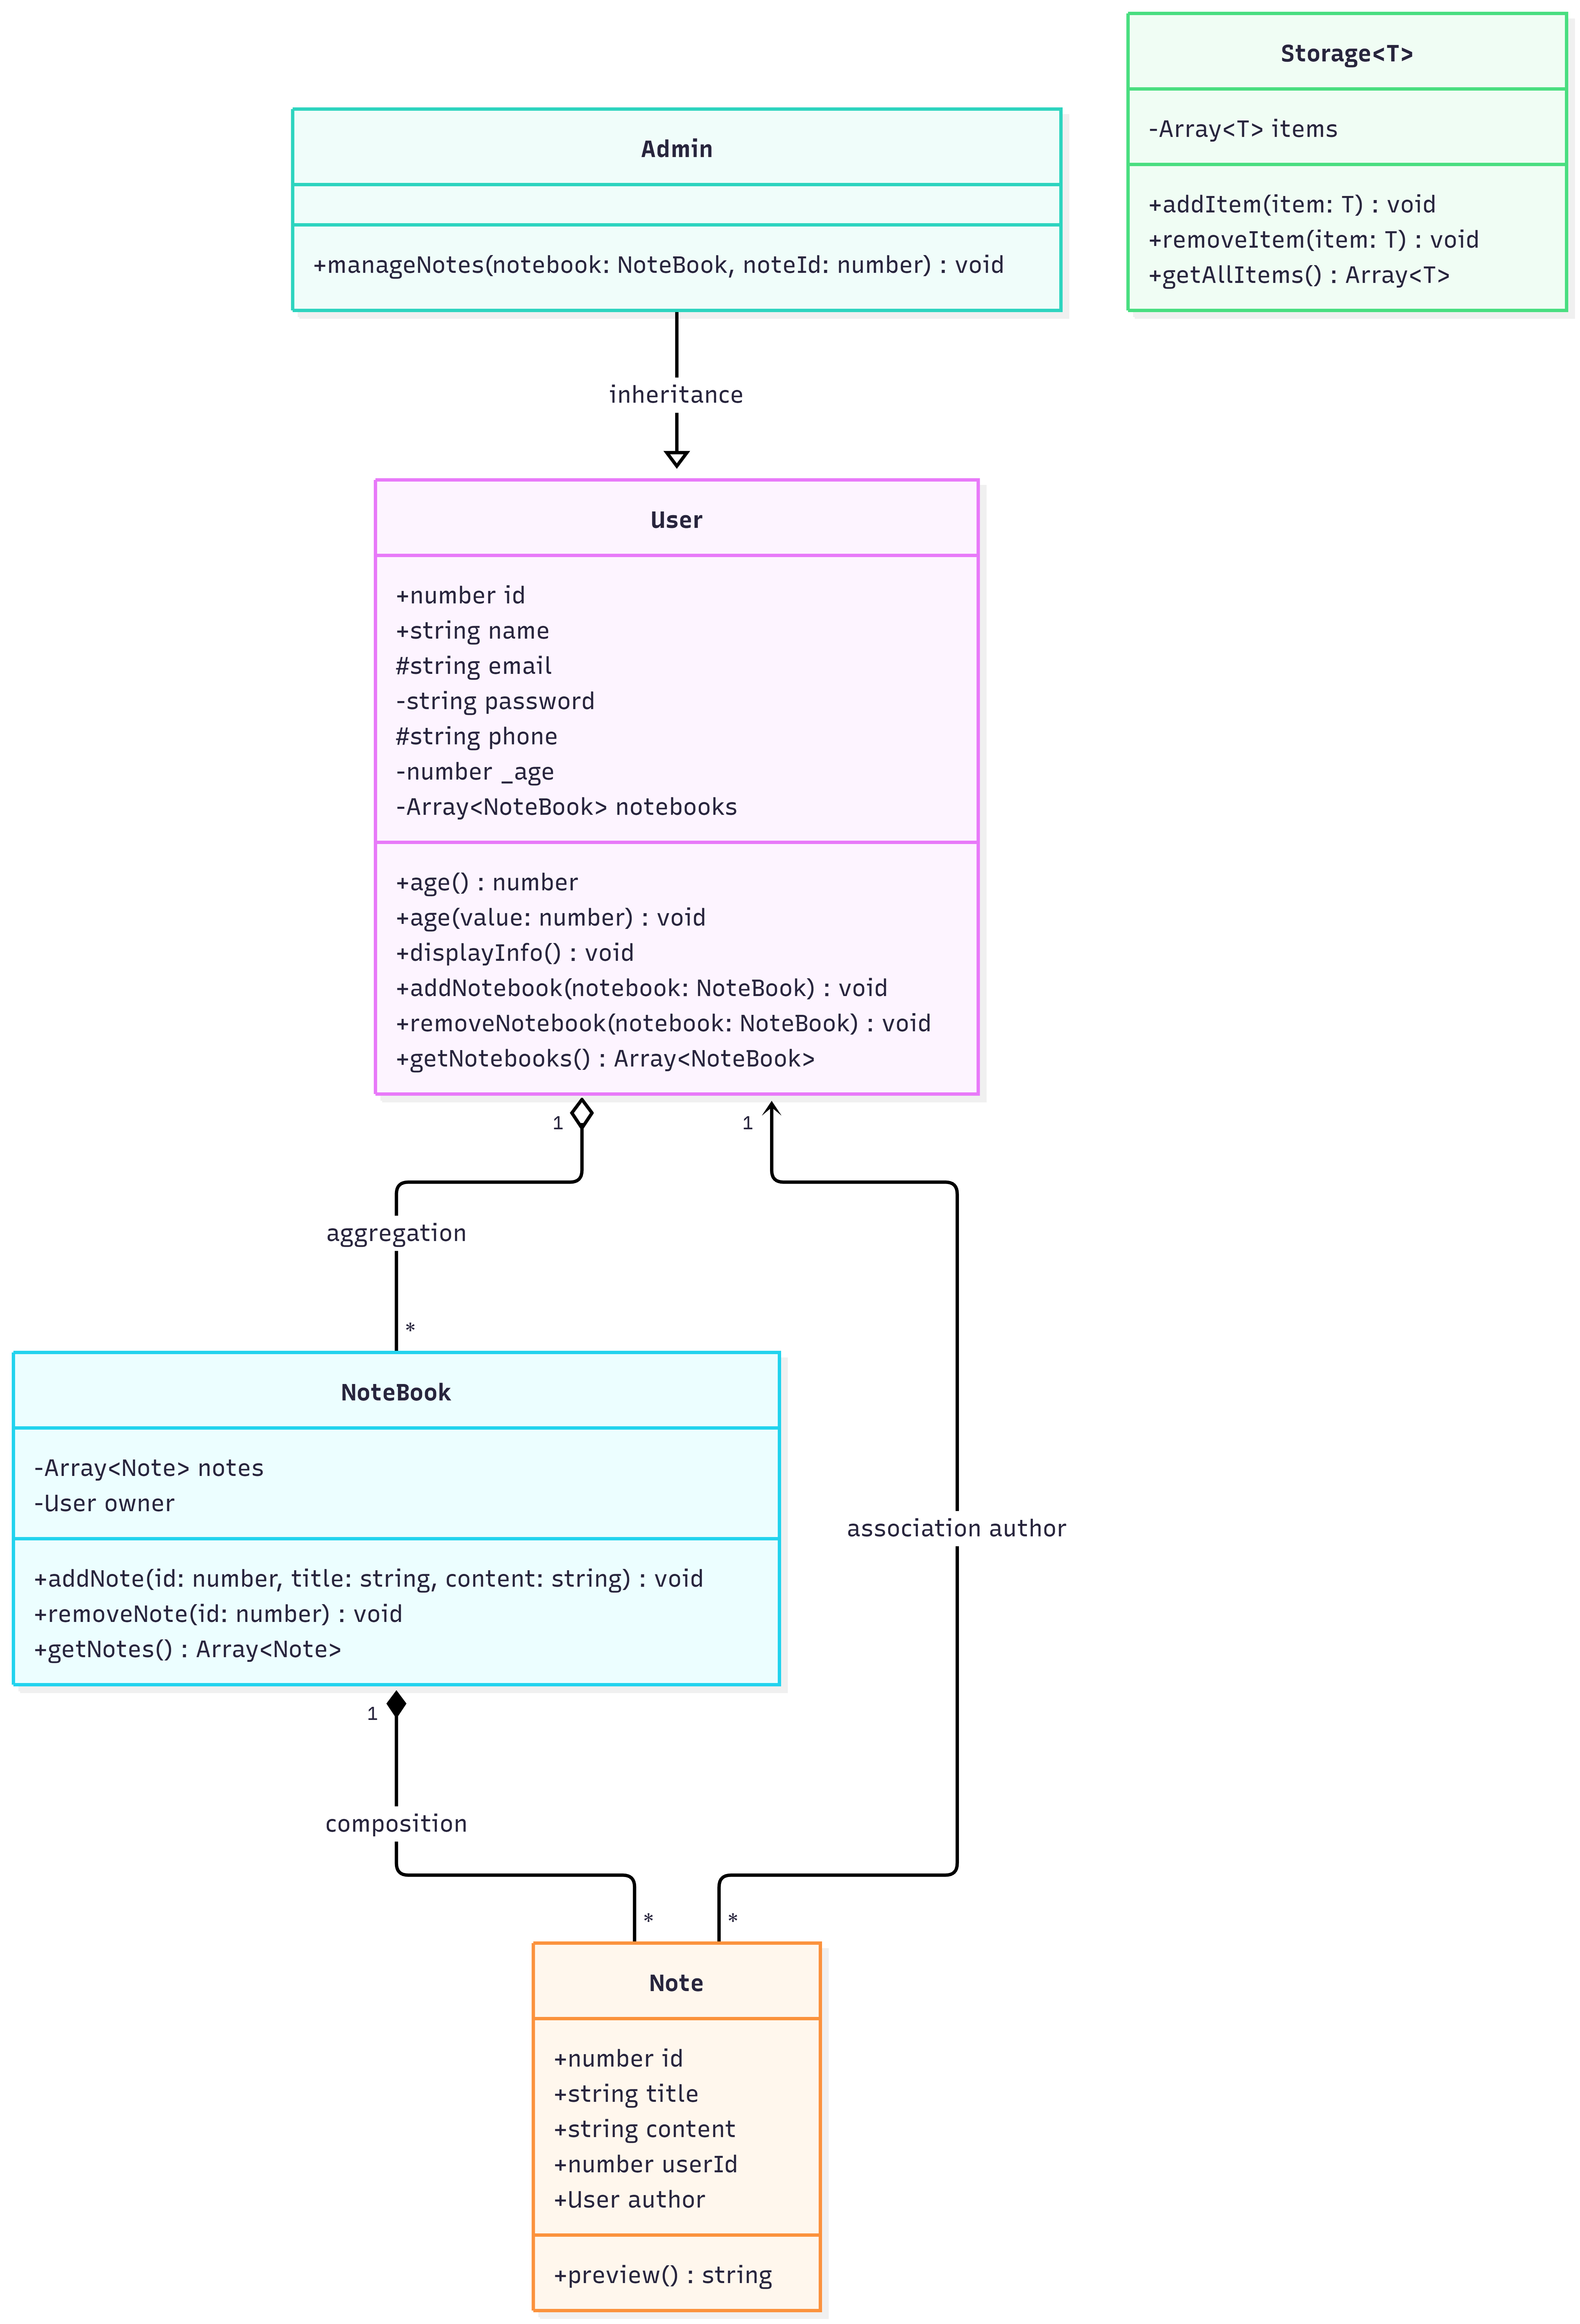 Storage<T>
-Array<T> items
+addItem(item: T) : void
+removeItem(item: T) : void
+getAllItems() : Array<T>
Admin
+manageNotes(notebook: NoteBook, noteId: number) : void
inheritance
User
+number id
+string name
#string email
-string password
#string phone
-number _age
-Array<NoteBook> notebooks
+age() : number
+age(value: number) : void
+displayInfo() : void
+addNotebook(notebook: NoteBook) : void
+removeNotebook(notebook: NoteBook) : void
+getNotebooks() : Array<NoteBook>
1
1
aggregation
*
NoteBook
-Array<Note> notes
-User owner
+addNote(id: number, title: string, content: string) : void
+removeNote(id: number) : void
+getNotes() : Array<Note>
association author
1
composition
*
*
Note
+number id
+string title
+string content
+number userId
+User author
+preview() : string